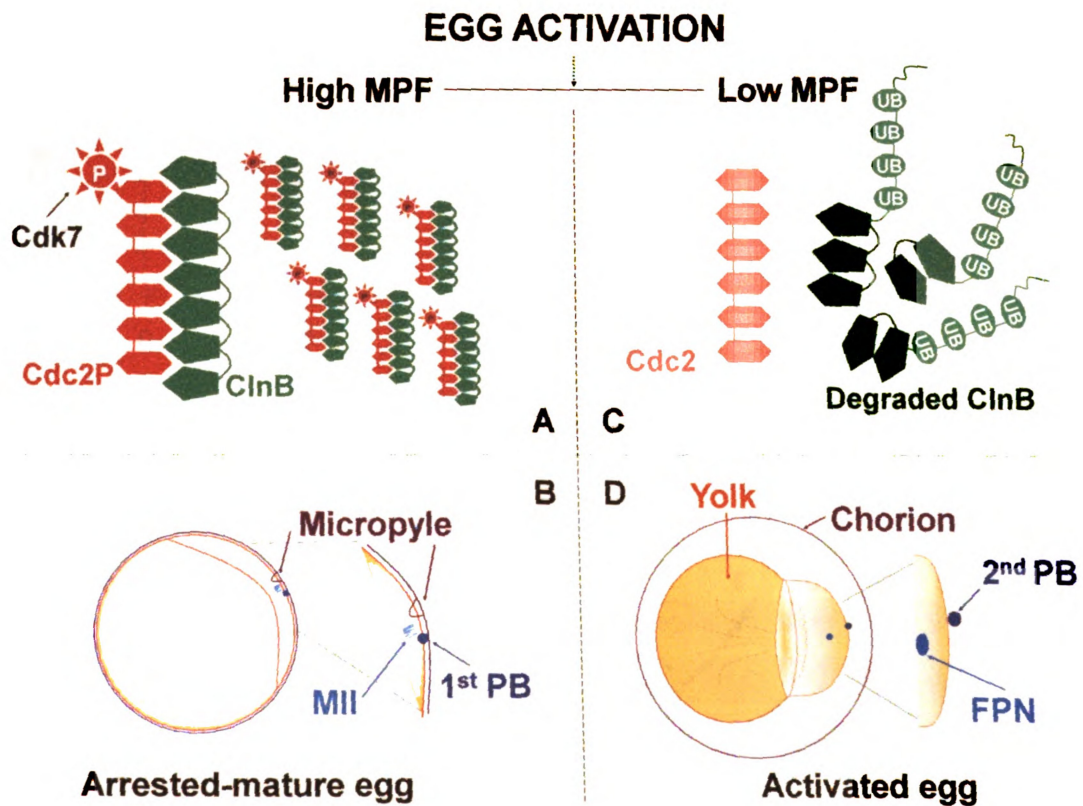 EGG ACTIVATION
High MPF
Low MPF
P
Cdk7
Cdc2P
ClnB
A
UB
UB
UB
UB
UB
UB
UB
UB
UB
UB
UB
UB
Cdc2
Degraded ClnB
C
B
Micropyle
MII
1st PB
Arrested-mature egg
D
Yolk
Chorion
2nd PB
FPN
Activated egg